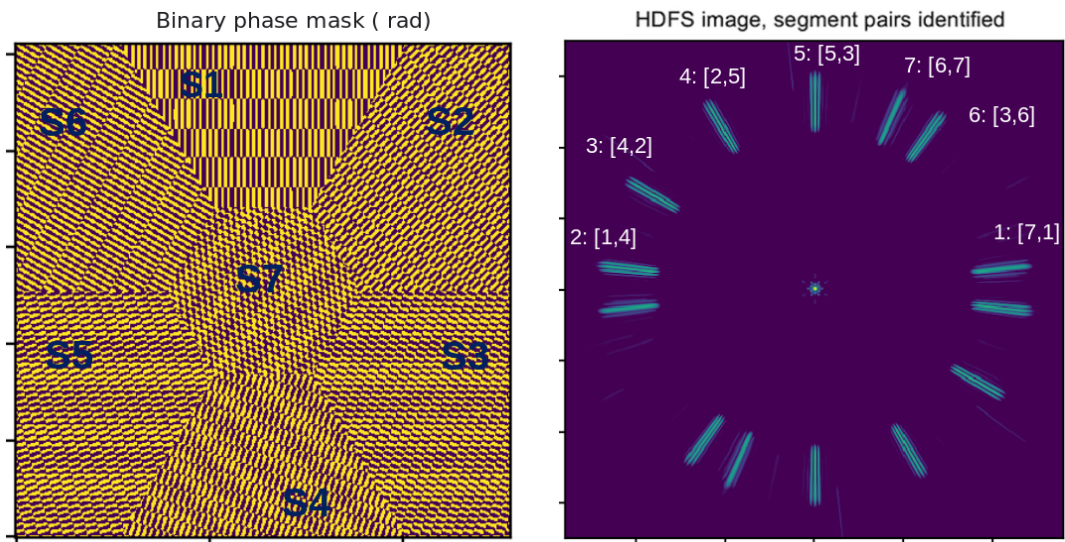 Binary phase mask ( rad)
S1
S6
S2
S7
S5
S3
S4
HDFS image, segment pairs identified
5: [5,3]
4: [2,5]
7: [6,7]
6: [3,6]
3: [4,2]
2: [1,4]
1: [7,1]